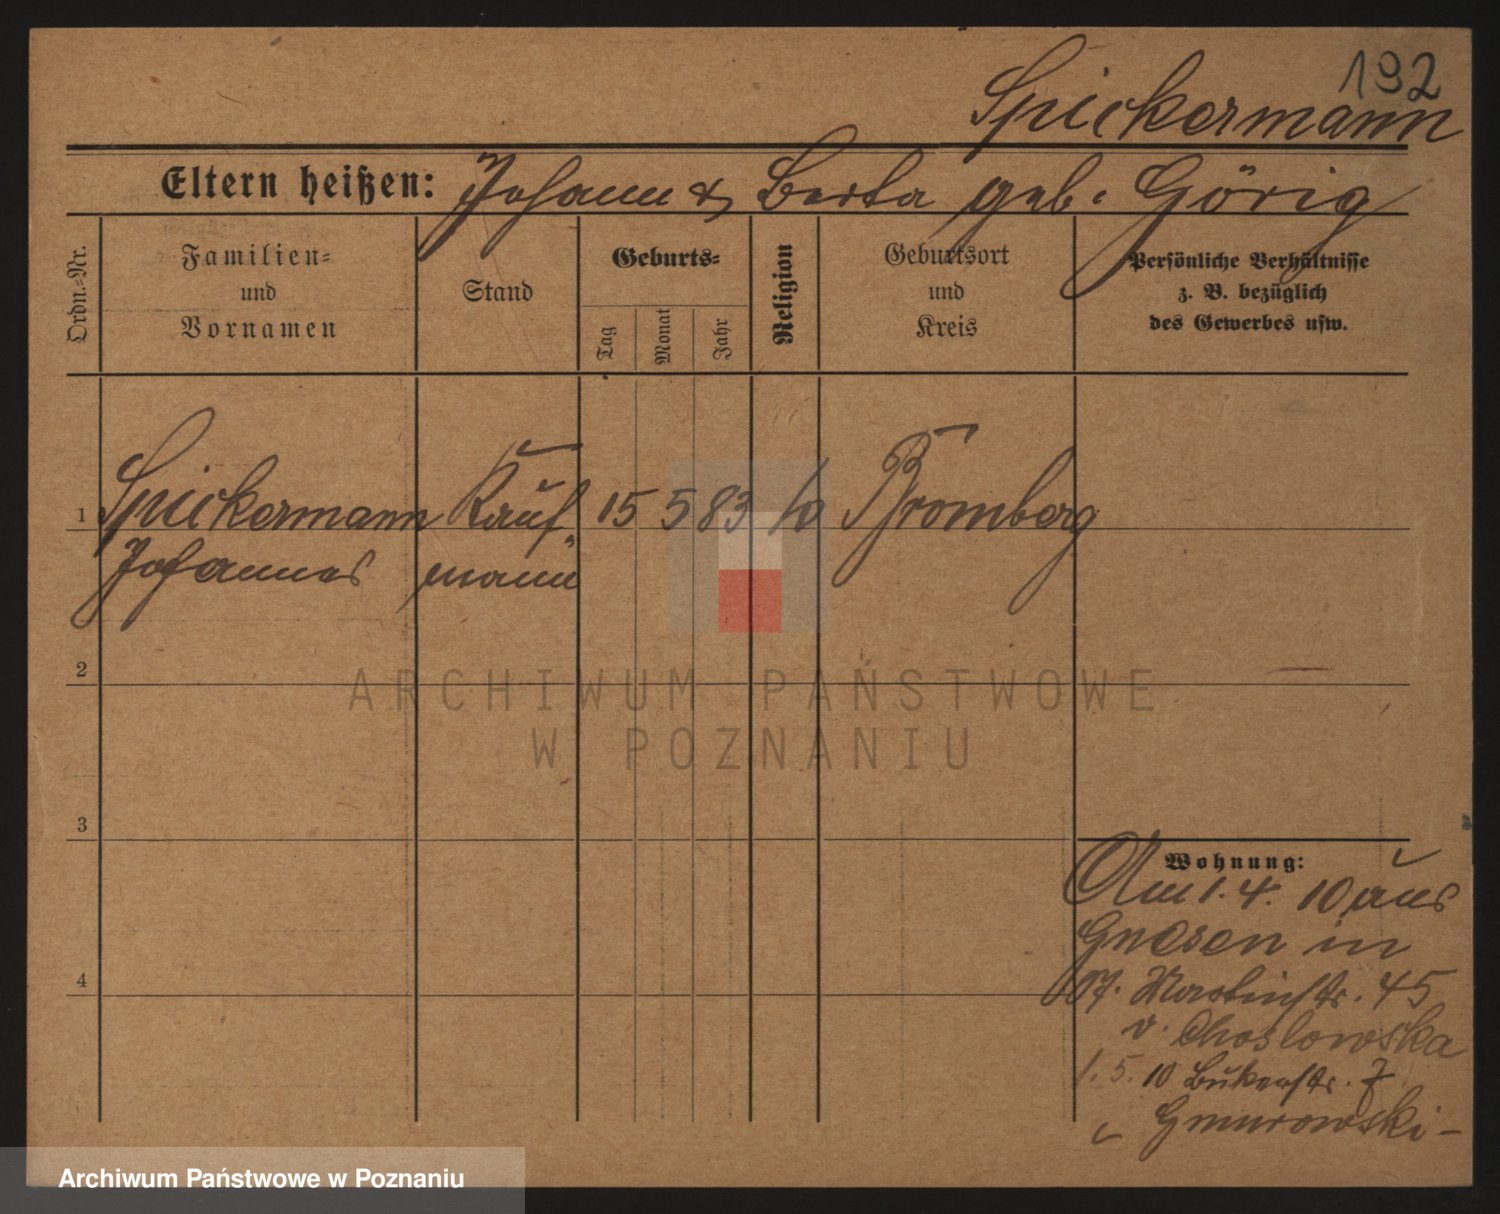 192
Spickermann
Eltern heißen: Johann & Berta geb. Görig
Ordn.-Nr.
Familien- und Vornamen
Stand
Geburts-
Tag
Monat
Jahr
Religion
Geburtsort und Kreis
Persönliche Verhältnisse z. B. bezüglich des Gewerbes usw.
1 Spickermann Kauf- 15 5 83 Bromberg
Johannes mann
2
3
Wohnung:
Am 1. 4. 10 aus
Gnesen in
4
Martinstr. 45
v. Choslowska
1. 5. 10 Bukerstr. 7
Gmurowski -
ARCHIWUM PAŃSTWOWE
W POZNANIU
Archiwum Państwowe w Poznaniu